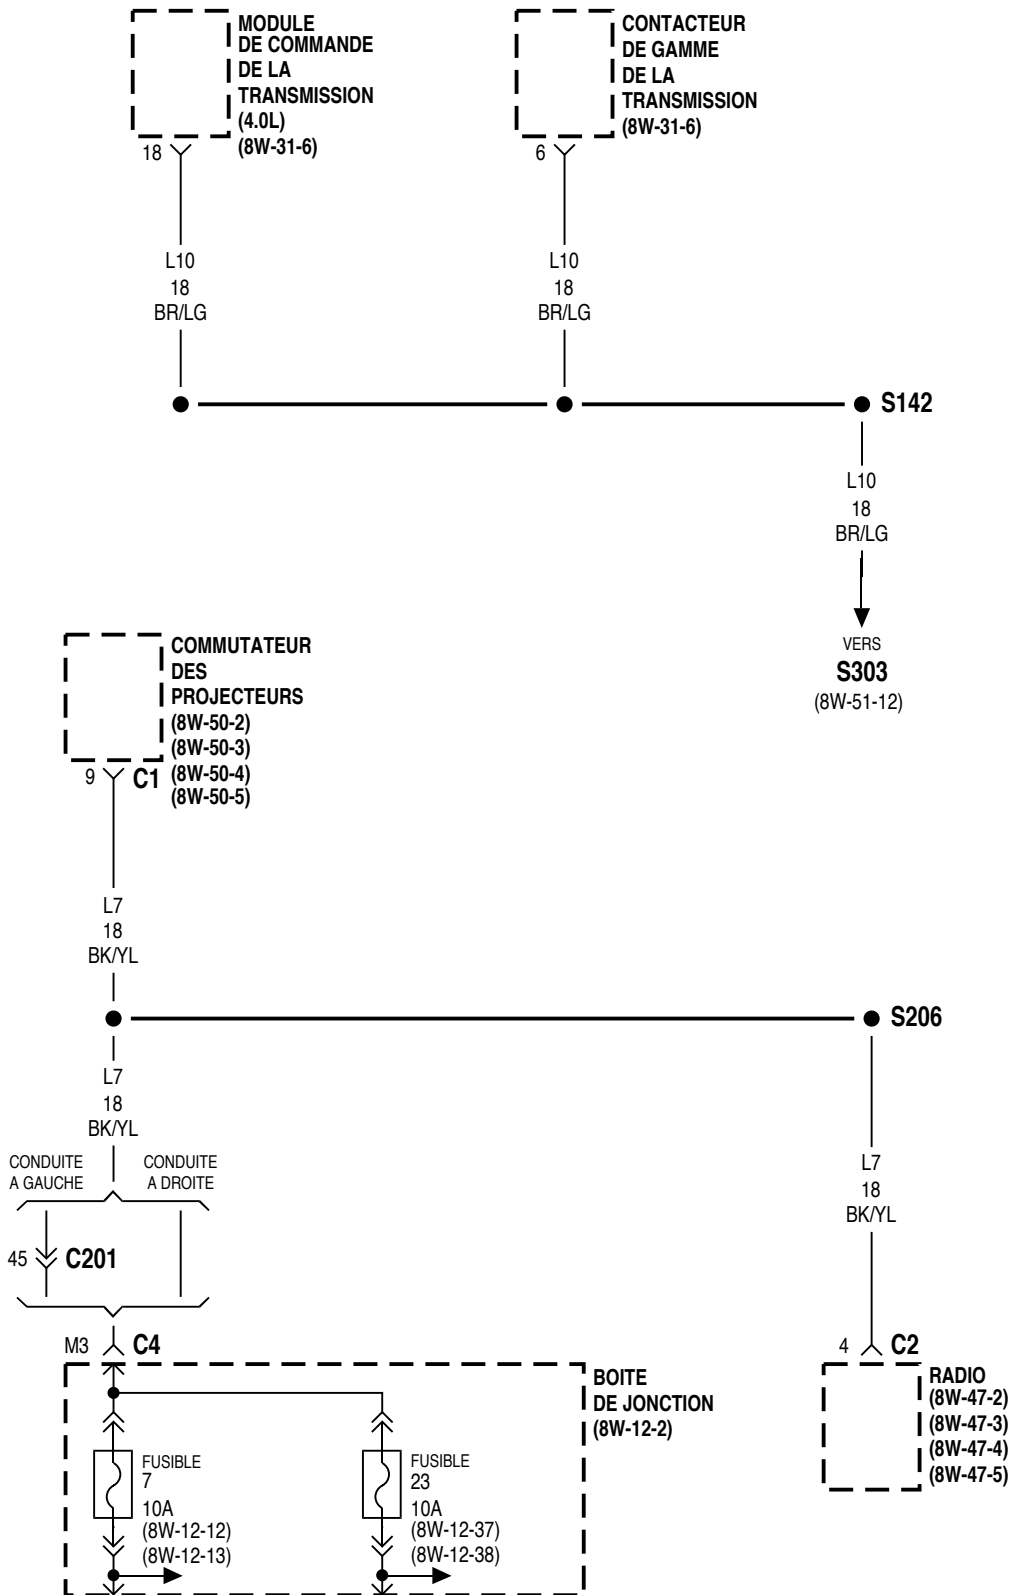 MODULE
DE COMMANDE
DE LA
TRANSMISSION
(4.0L)
(8W-31-6)
18
CONTACTEUR
DE GAMME
DE LA
TRANSMISSION
(8W-31-6)
6
L10
18
BR/LG
L10
18
BR/LG
S142
L10
18
BR/LG
VERS
S303
(8W-51-12)
COMMUTATEUR
DES
PROJECTEURS
(8W-50-2)
(8W-50-3)
(8W-50-4)
(8W-50-5)
9
C1
L7
18
BK/YL
S206
L7
18
BK/YL
CONDUITE
A GAUCHE
CONDUITE
A DROITE
45
C201
L7
18
BK/YL
M3
C4
4
C2
BOITE
DE JONCTION
(8W-12-2)
RADIO
(8W-47-2)
(8W-47-3)
(8W-47-4)
(8W-47-5)
FUSIBLE
7
10A
(8W-12-12)
(8W-12-13)
FUSIBLE
23
10A
(8W-12-37)
(8W-12-38)